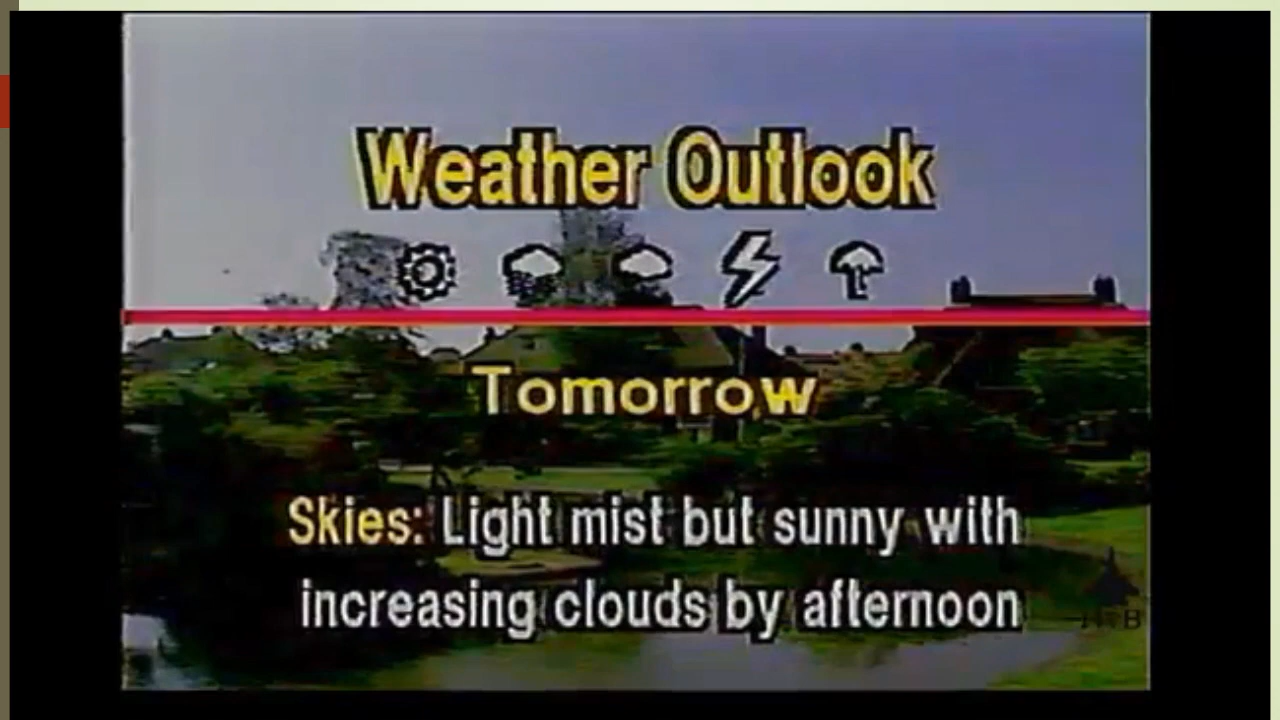 Weather Outlook
Tomorrow
Skies: Light mist but sunny with
increasing clouds by afternoon